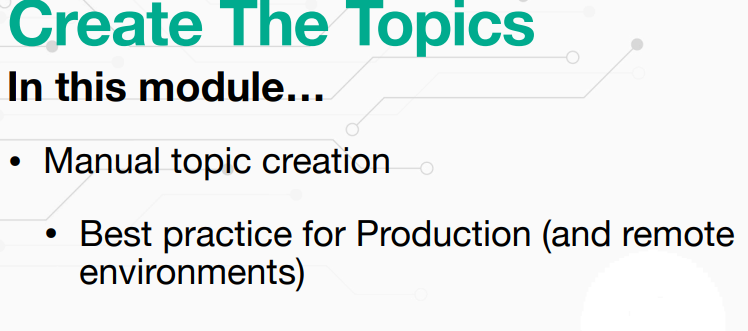 Create The Topics
In this module...
• Manual topic creation
• Best practice for Production (and remote
environments)